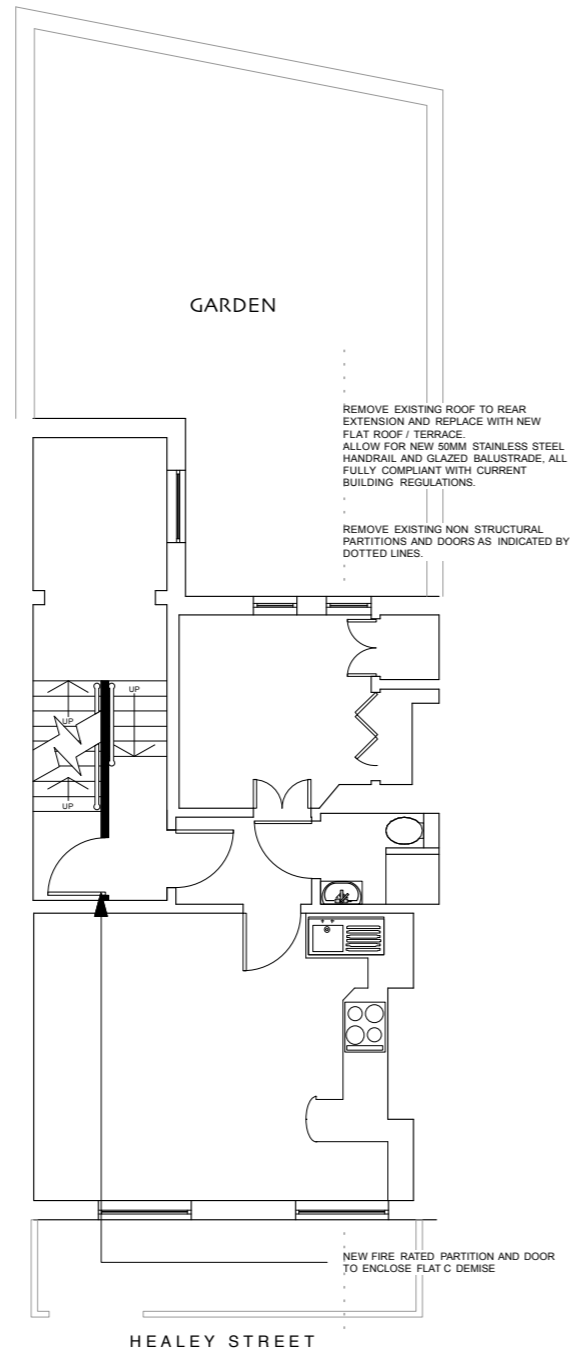 GARDEN
REMOVE EXISTING ROOF TO REAR
EXTENSION AND REPLACE WITH NEW
FLAT ROOF / TERRACE.
ALLOW FOR NEW 50MM STAINLESS STEEL
HANDRAIL AND GLAZED BALUSTRADE, ALL
FULLY COMPLIANT WITH CURRENT
BUILDING REGULATIONS.
REMOVE EXISTING NON STRUCTURAL
PARTITIONS AND DOORS AS INDICATED BY
DOTTED LINES.
UP
UP
UP
NEW FIRE RATED PARTITION AND DOOR
TO ENCLOSE FLAT C DEMISE
HEALEY STREET